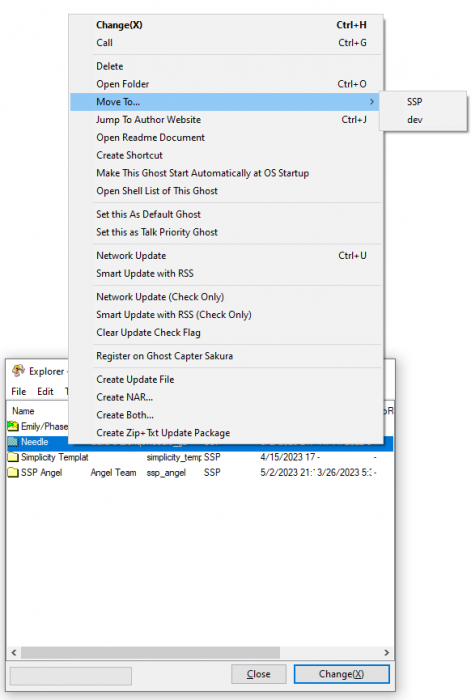 Change(X) Ctrl+H
Call Ctrl+G
Delete
Open Folder Ctrl+O
Move To... >
SSP
dev
Jump To Author Website Ctrl+J
Open Readme Document
Create Shortcut
Make This Ghost Start Automatically at OS Startup
Open Shell List of This Ghost
Set this As Default Ghost
Set this as Talk Priority Ghost
Network Update Ctrl+U
Smart Update with RSS
Network Update (Check Only)
Smart Update with RSS (Check Only)
Clear Update Check Flag
Register on Ghost Capter Sakura
Create Update File
Create NAR...
Create Both...
Create Zip+Txt Update Package
Explorer
File Edit
Name
Emily/Phase
Needle
Simplicity Templat simplicity_temp SSP 4/15/2023 17 - -
SSP Angel Angel Team ssp_angel SSP 5/2/2023 21: 3/26/2023 5: -
Close Change(X)